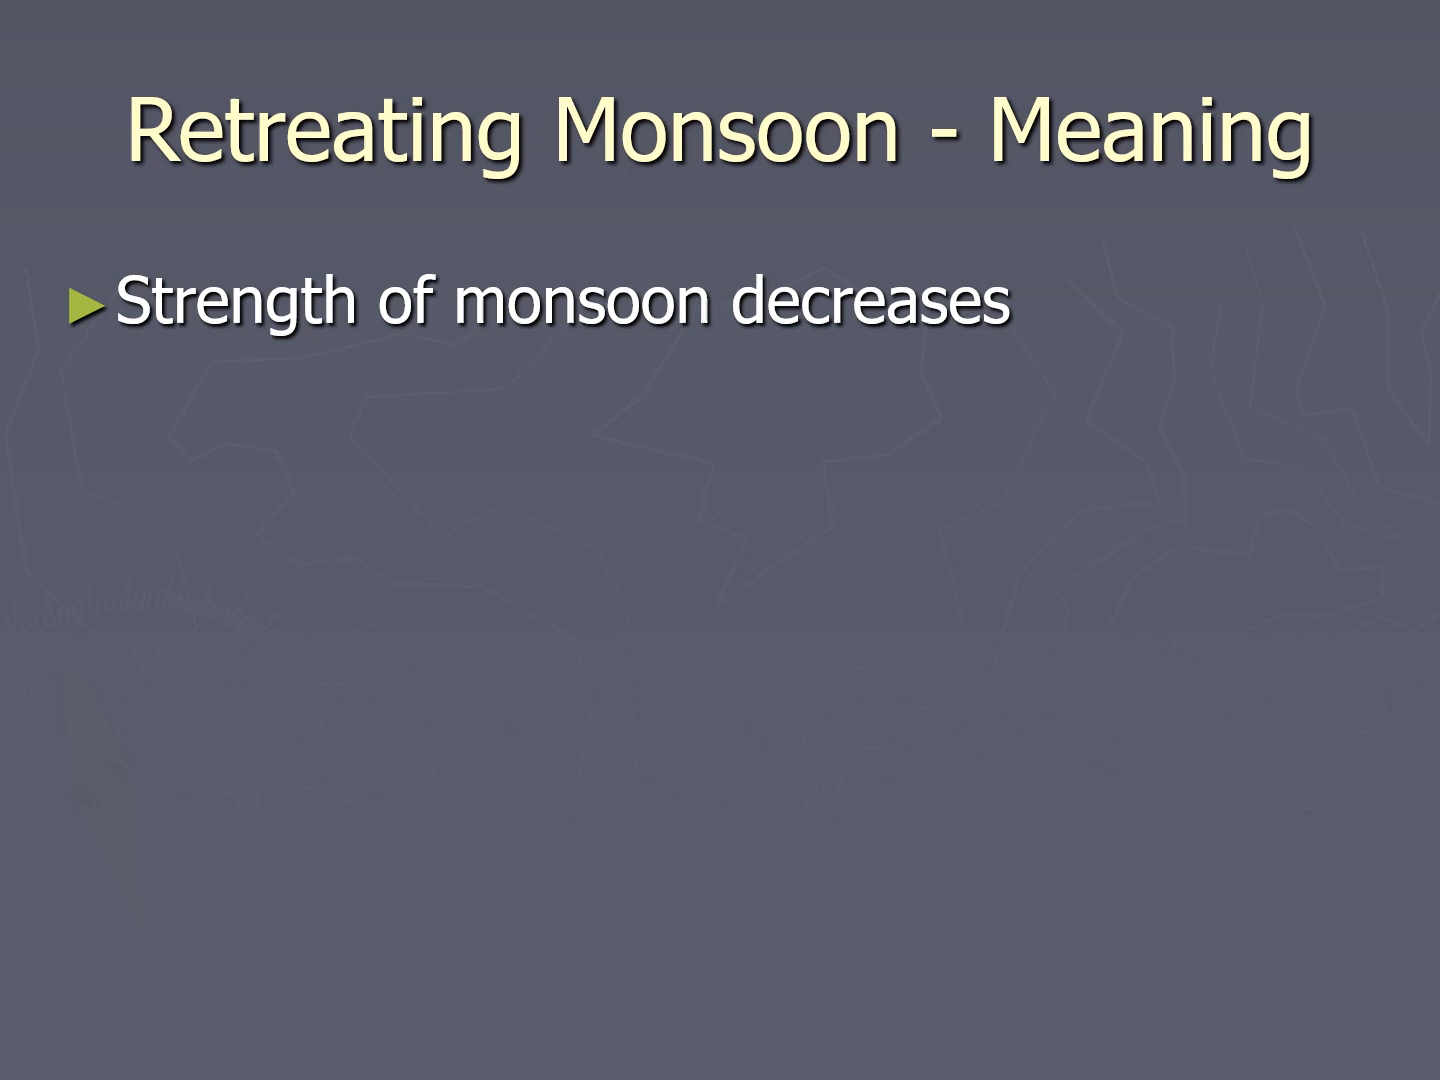 Retreating Monsoon - Meaning
► Strength of monsoon decreases